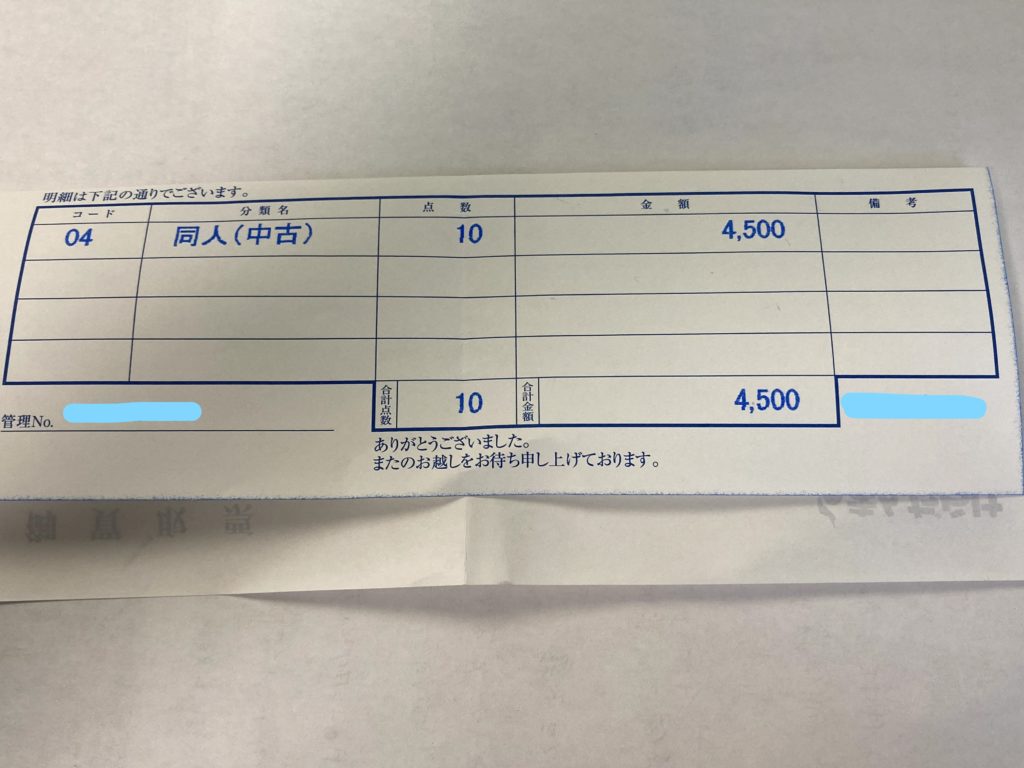 明細は下記の通りでございます。
コード 分類名 点数 金額 備考
04 同人(中古) 10 4,500
合計点数 10 合計金額 4,500
管理No.
ありがとうございました。
またのお越しをお待ち申し上げております。